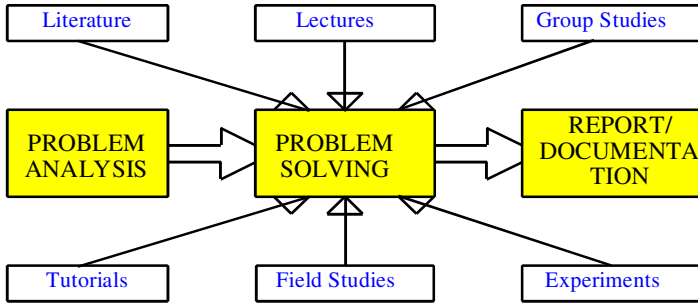 Literature
Lectures
Group Studies
PROBLEM
ANALYSIS
PROBLEM
SOLVING
REPORT/
DOCUMENTA
TION
Tutorials
Field Studies
Experiments